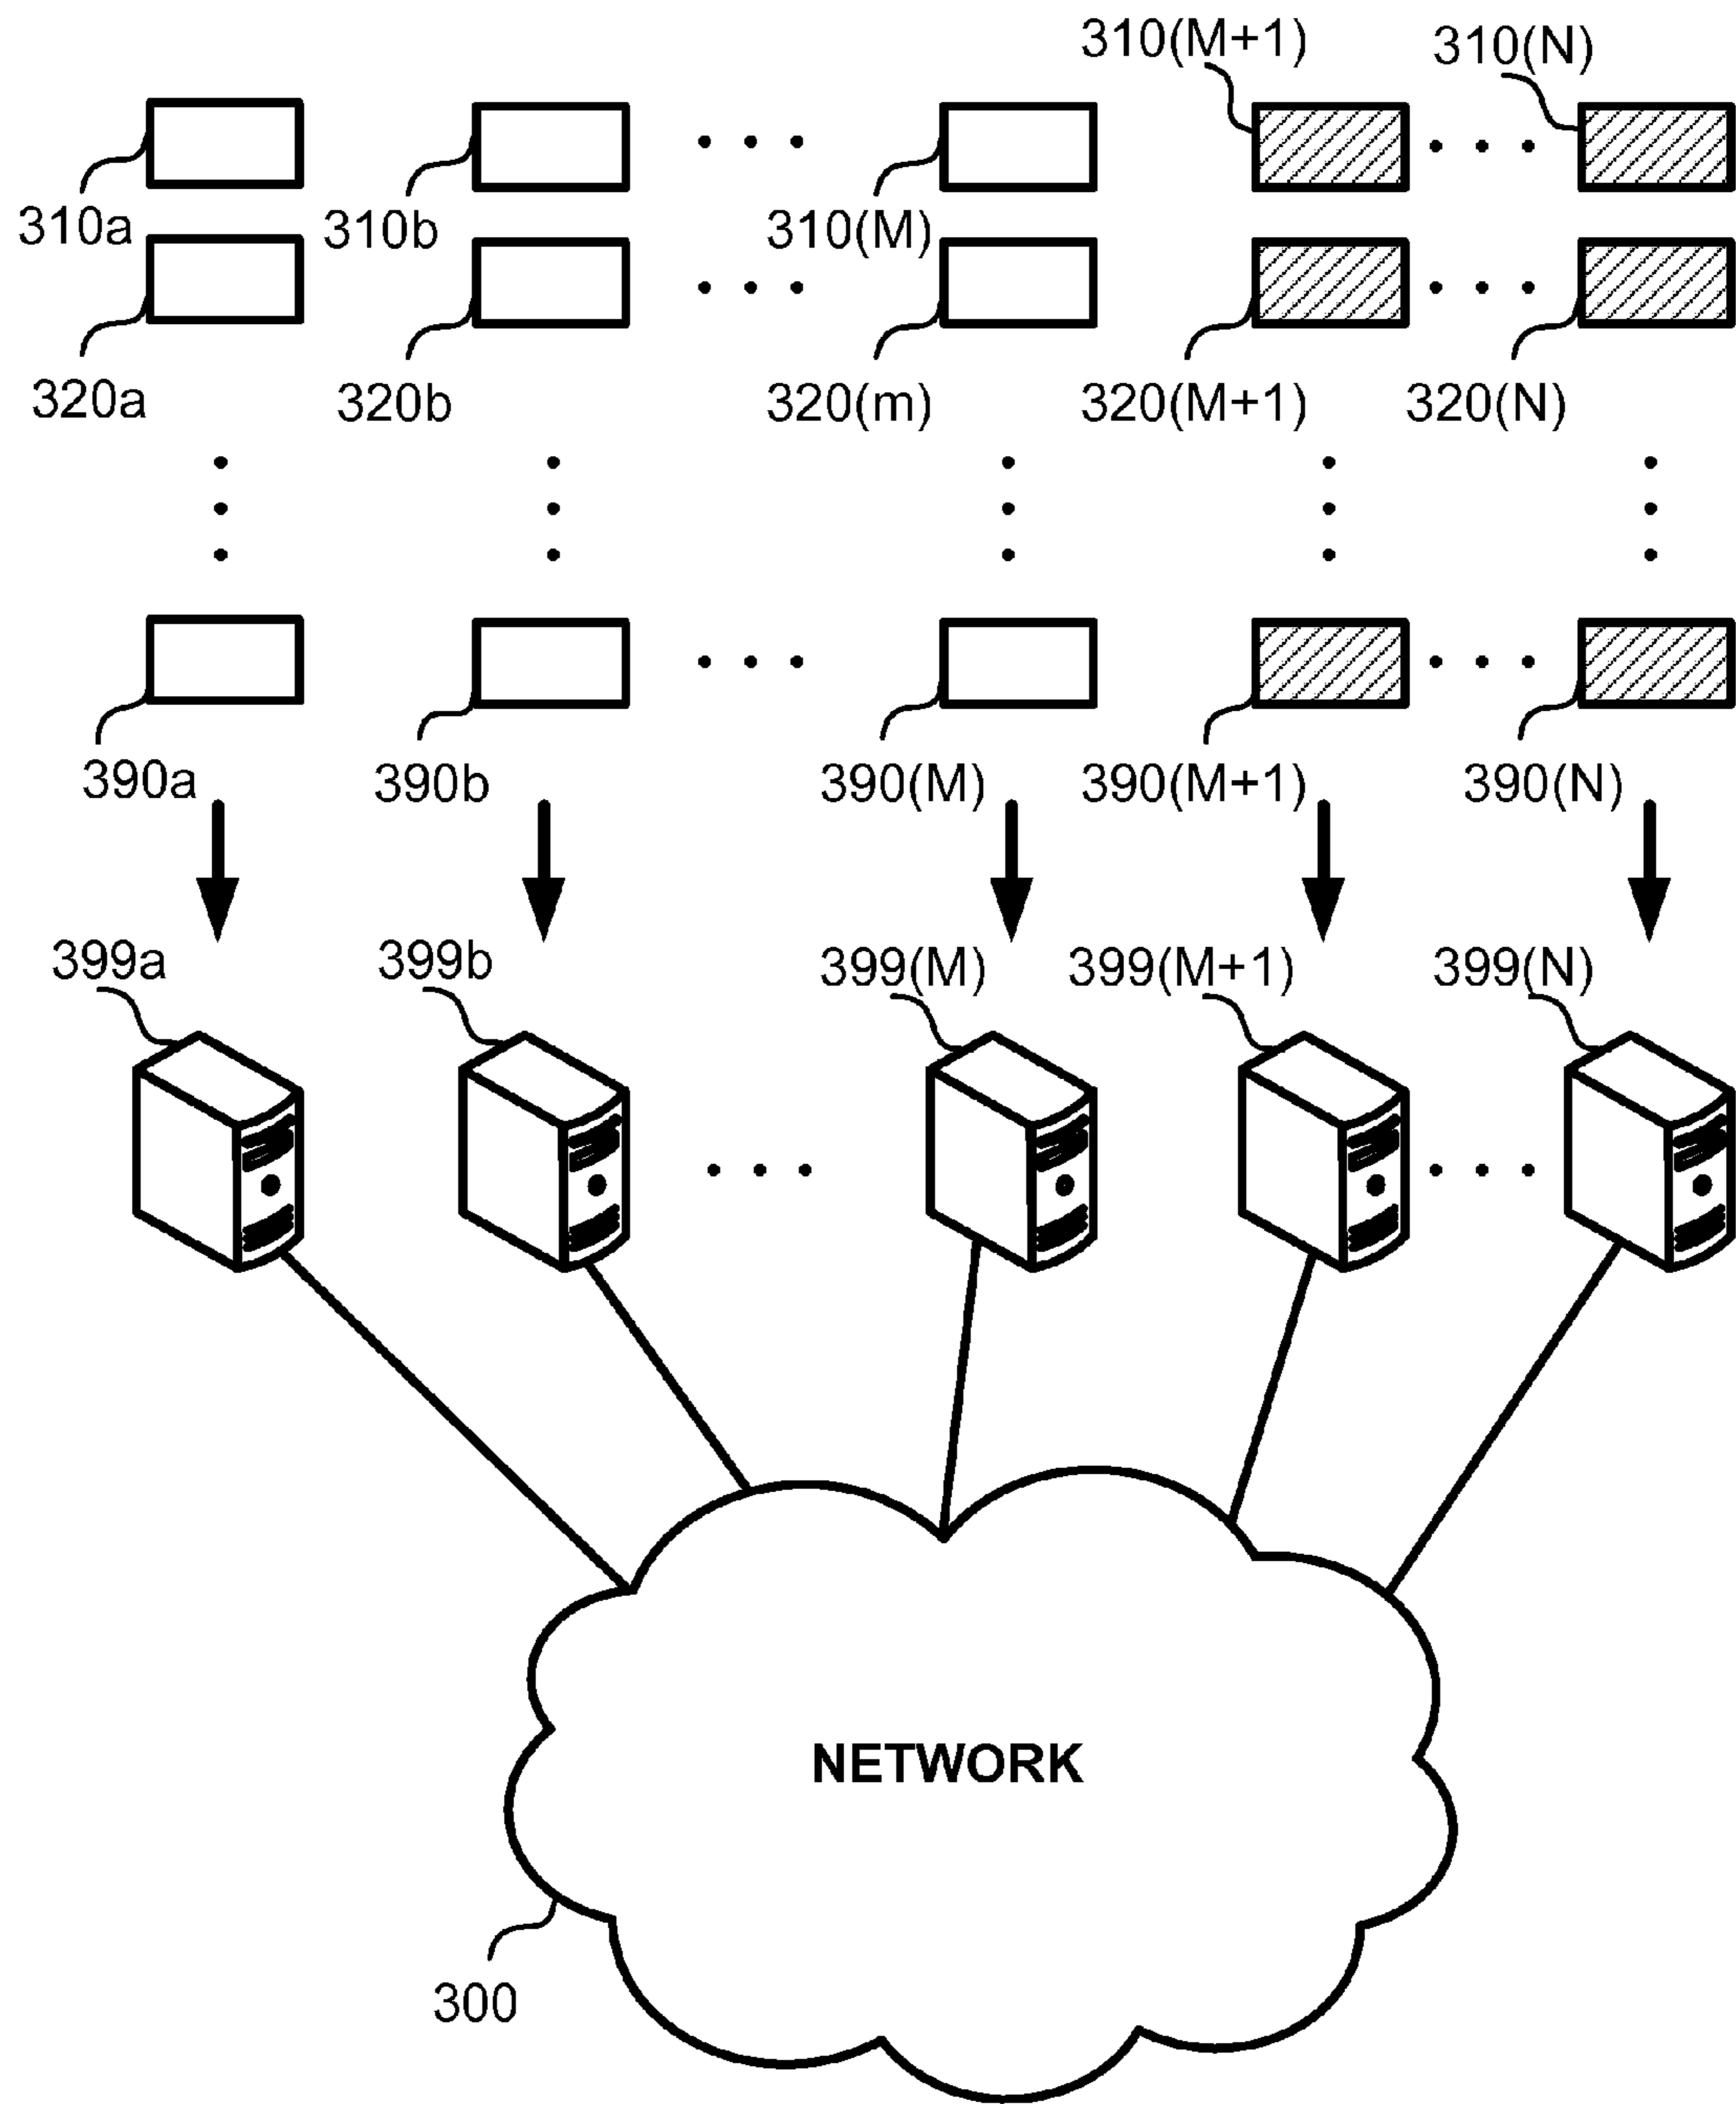 310(M+1) 310(N)
310a 310b 310(M)
320a 320b 320(m) 320(M+1) 320(N)
390a 390b 390(M) 390(M+1) 390(N)
399a 399b 399(M) 399(M+1) 399(N)
NETWORK
300